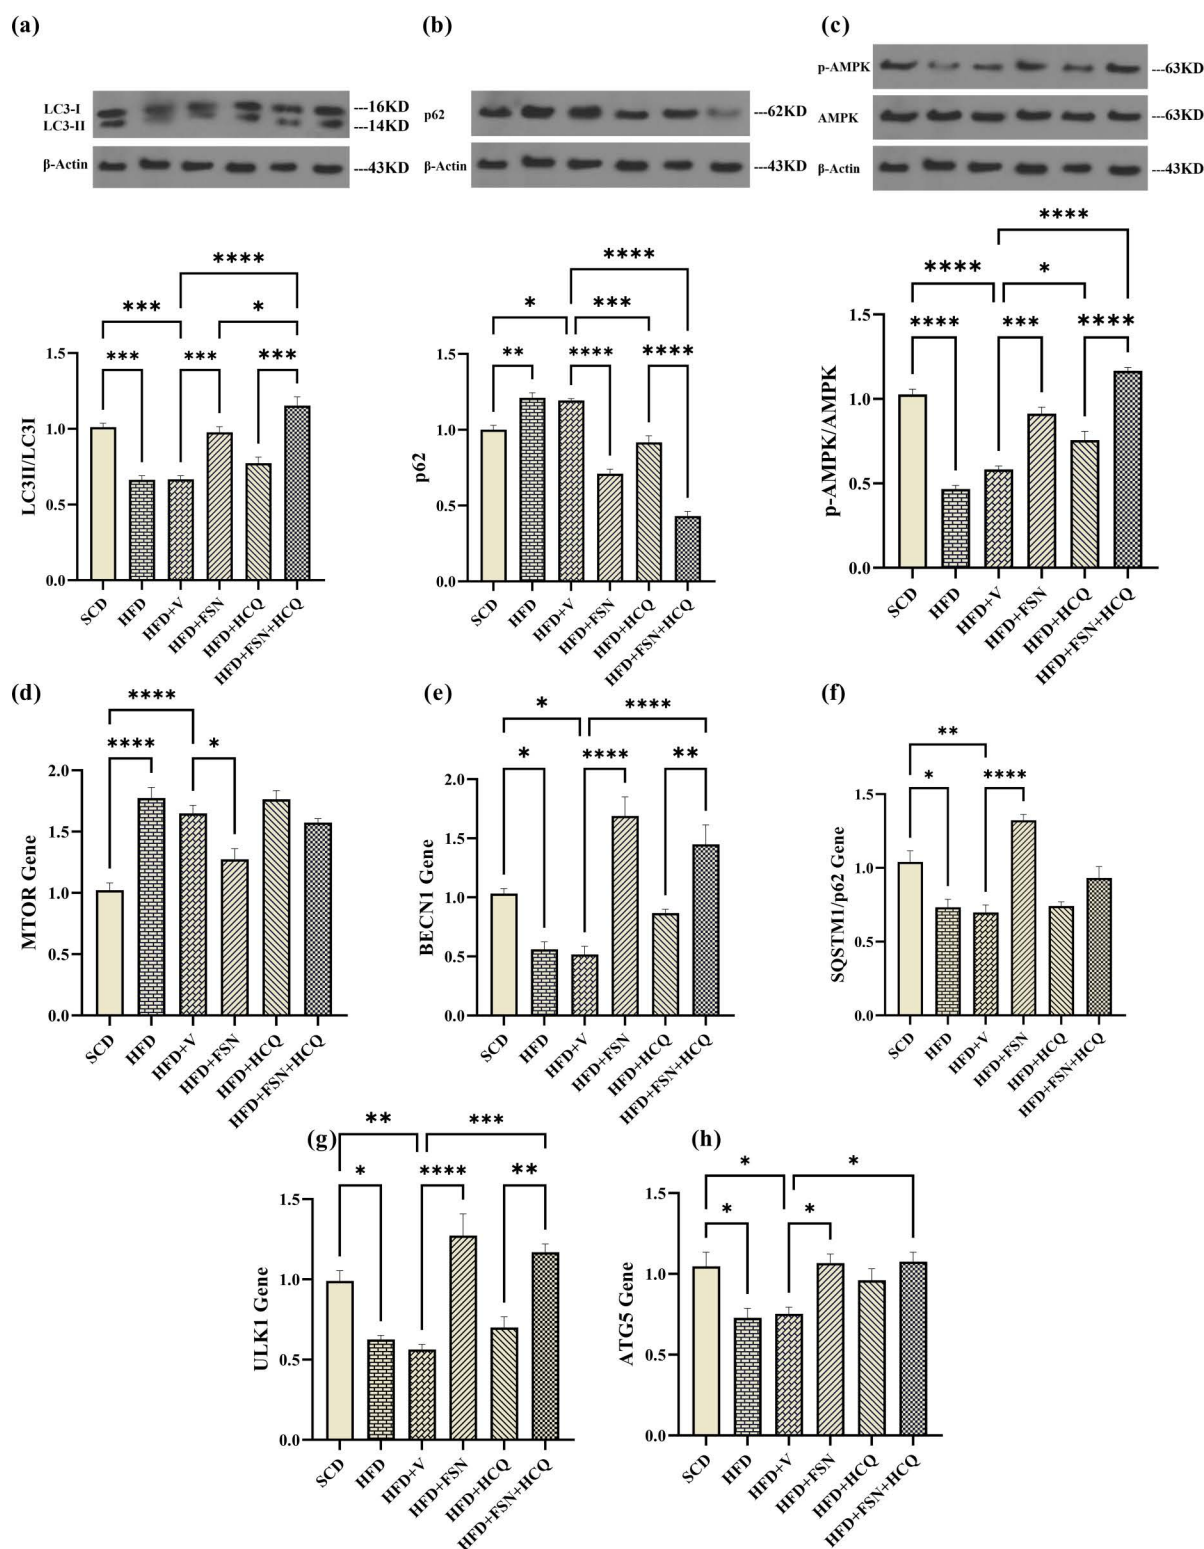 (a)
(b)
(c)
LC3-I
LC3-II
---16KD
---14KD
β-Actin
---43KD
p62
---62KD
β-Actin
---43KD
p-AMPK
---63KD
AMPK
---63KD
β-Actin
---43KD
****
***
*
***
***
***
LC3II/LC3I
1.5
1.0
0.5
0.0
SCD
HFD
HFD+V
HFD+FSN
HFD+HCQ
HFD+FSN+HCQ
****
*
***
**
****
****
p62
1.5
1.0
0.5
0.0
SCD
HFD
HFD+V
HFD+FSN
HFD+HCQ
HFD+FSN+HCQ
****
****
*
****
***
****
p-AMPK/AMPK
1.5
1.0
0.5
0.0
SCD
HFD
HFD+V
HFD+FSN
HFD+HCQ
HFD+FSN+HCQ
(d)
****
****
*
MTOR Gene
2.0
1.5
1.0
0.5
0.0
SCD
HFD
HFD+V
HFD+FSN
HFD+HCQ
HFD+FSN+HCQ
(e)
*
****
*
****
**
BECN1 Gene
2.0
1.5
1.0
0.5
0.0
SCD
HFD
HFD+V
HFD+FSN
HFD+HCQ
HFD+FSN+HCQ
(f)
**
*
****
SQSTM1/p62 Gene
1.5
1.0
0.5
0.0
SCD
HFD
HFD+V
HFD+FSN
HFD+HCQ
HFD+FSN+HCQ
(g)
**
***
*
****
**
ULK1 Gene
1.5
1.0
0.5
0.0
SCD
HFD
HFD+V
HFD+FSN
HFD+HCQ
HFD+FSN+HCQ
(h)
*
*
*
*
ATG5 Gene
1.5
1.0
0.5
0.0
SCD
HFD
HFD+V
HFD+FSN
HFD+HCQ
HFD+FSN+HCQ